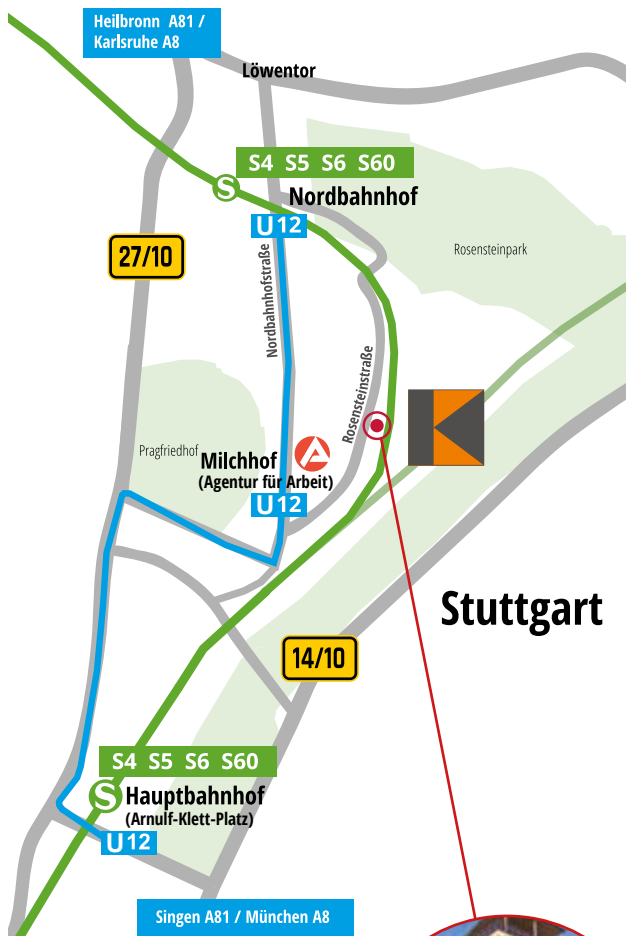 Heilbronn A81 /
Karlsruhe A8
Löwentor
S4 S5 S6 S60
S
Nordbahnhof
U12
27/10
Rosensteinpark
Nordbahnhofstraße
Rosensteinstraße
Pragfriedhof
Milchhof
(Agentur für Arbeit)
U12
Stuttgart
14/10
S4 S5 S6 S60
S
Hauptbahnhof
(Arnulf-Klett-Platz)
U12
Singen A81 / München A8